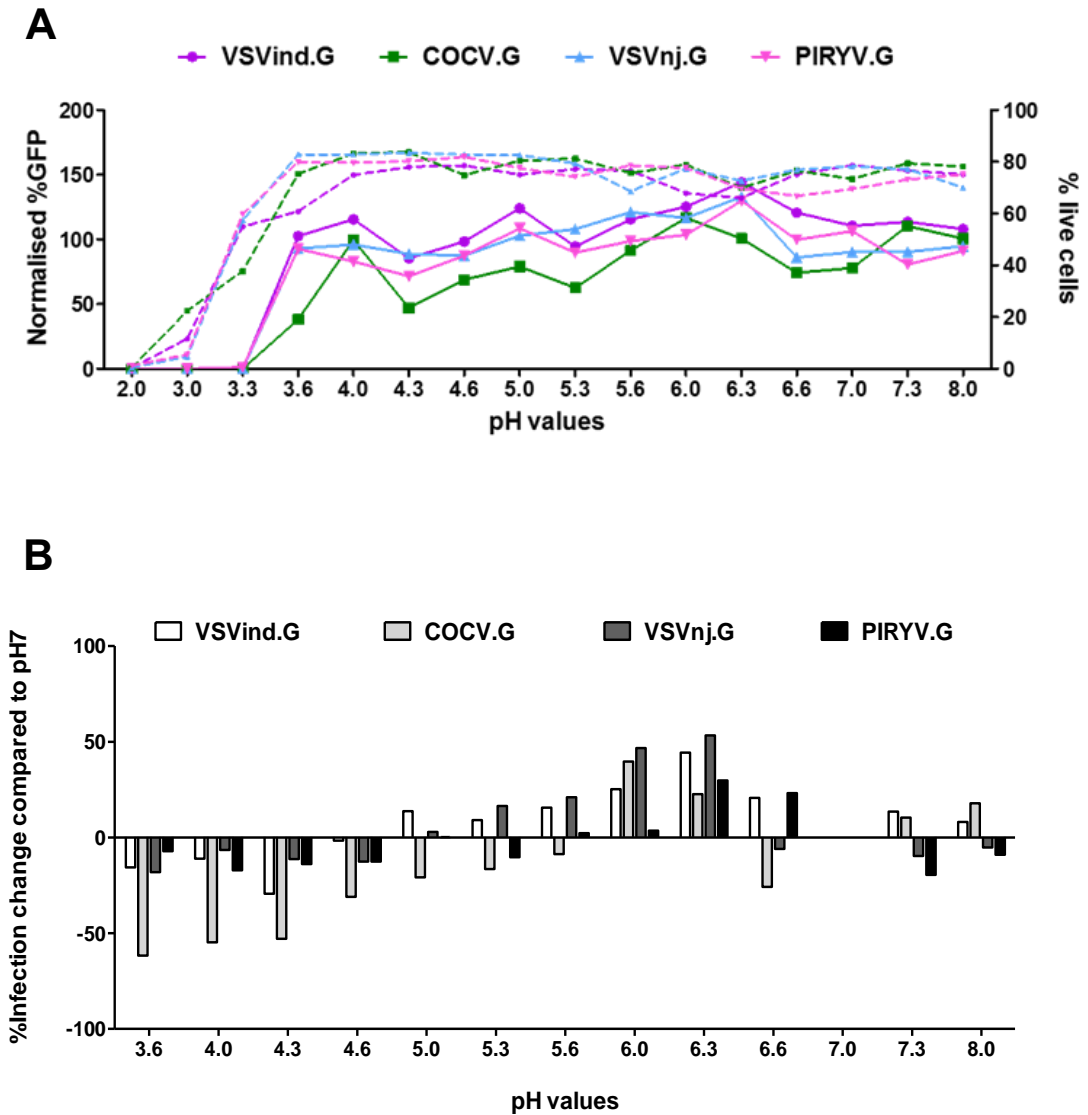 A
VSVind.G COCV.G VSVnj.G PIRYV.G
Normalised %GFP
200
150
100
50
0
100
80
60
40
20
0
% live cells
2.0 3.0 3.3 3.6 4.0 4.3 4.6 5.0 5.3 5.6 6.0 6.3 6.6 7.0 7.3 8.0
pH values
B
VSVind.G COCV.G VSVnj.G PIRYV.G
%Infection change compared to pH7
100
50
0
-50
-100
3.6 4.0 4.3 4.6 5.0 5.3 5.6 6.0 6.3 6.6 7.0 7.3 8.0
pH values